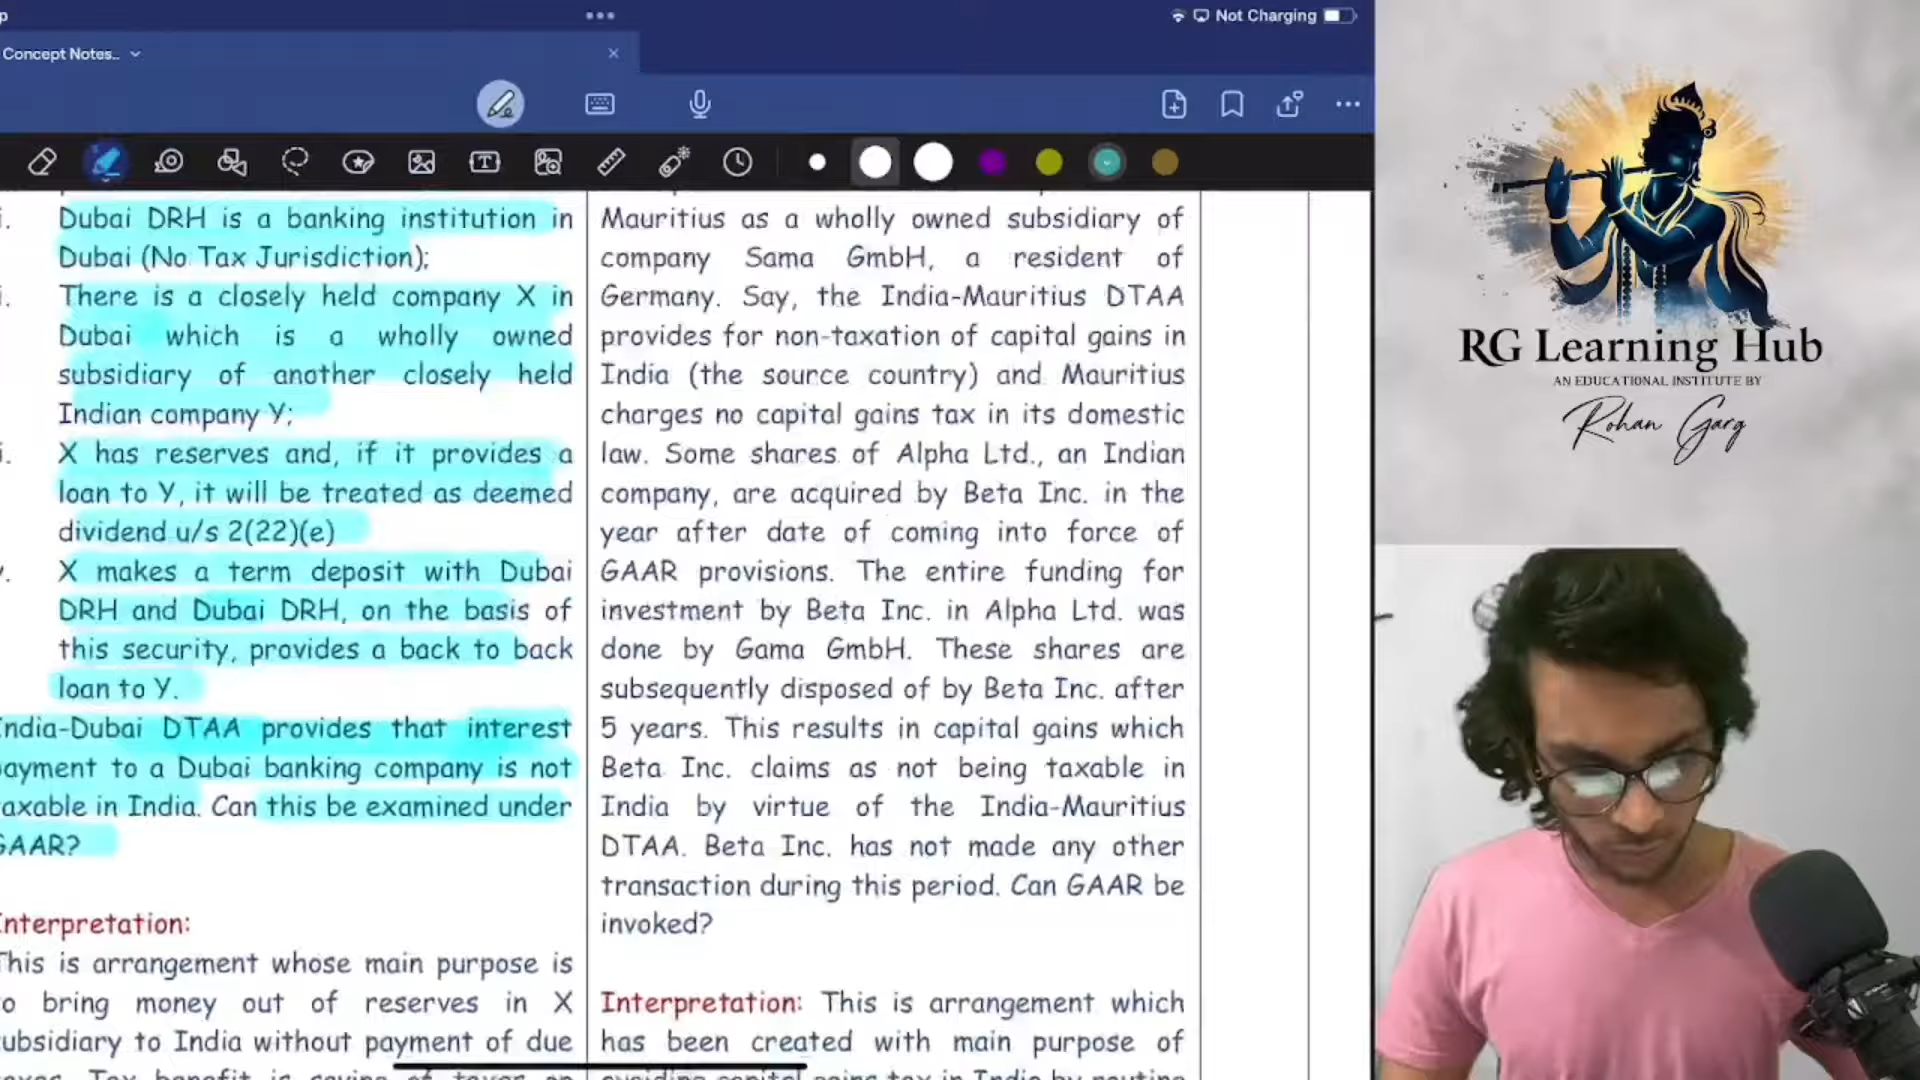 Not Charging
Concept Notes..
Dubai DRH is a banking institution in
Dubai (No Tax Jurisdiction);
There is a closely held company X in
Dubai which is a wholly owned
subsidiary of another closely held
Indian company Y;
X has reserves and, if it provides a
loan to Y, it will be treated as deemed
dividend u/s 2(22)(e)
X makes a term deposit with Dubai
DRH and Dubai DRH, on the basis of
this security, provides a back to back
loan to Y.
India-Dubai DTAA provides that interest
payment to a Dubai banking company is not
taxable in India. Can this be examined under
GAAR?
Interpretation:
This is arrangement whose main purpose is
to bring money out of reserves in X
subsidiary to India without payment of due
Mauritius as a wholly owned subsidiary of
company Sama GmbH, a resident of
Germany. Say, the India-Mauritius DTAA
provides for non-taxation of capital gains in
India (the source country) and Mauritius
charges no capital gains tax in its domestic
law. Some shares of Alpha Ltd., an Indian
company, are acquired by Beta Inc. in the
year after date of coming into force of
GAAR provisions. The entire funding for
investment by Beta Inc. in Alpha Ltd. was
done by Gama GmbH. These shares are
subsequently disposed of by Beta Inc. after
5 years. This results in capital gains which
Beta Inc. claims as not being taxable in
India by virtue of the India-Mauritius
DTAA. Beta Inc. has not made any other
transaction during this period. Can GAAR be
invoked?
Interpretation: This is arrangement which
has been created with main purpose of
RG Learning Hub
AN EDUCATIONAL INSTITUTE BY
Rohan Garg